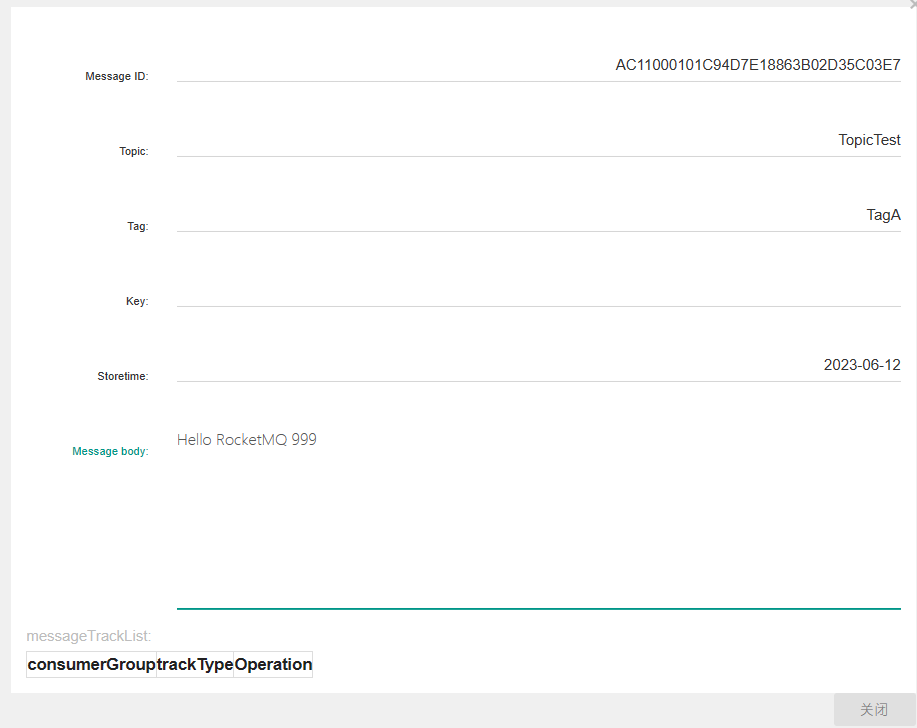 Message ID: AC11000101C94D7E18863B02D35C03E7
Topic: TopicTest
Tag: TagA
Key:
Storetime: 2023-06-12
Message body: Hello RocketMQ 999
messageTrackList:
consumerGroup trackType Operation
关闭